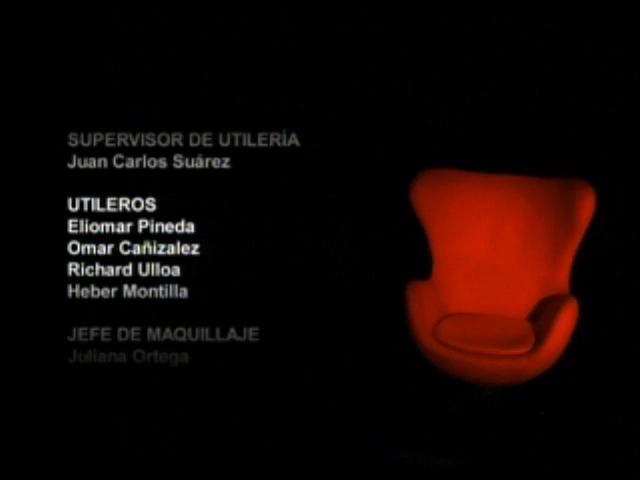 SUPERVISOR DE UTILERÍA
Juan Carlos Suárez
UTILEROS
Eliomar Pineda
Omar Cañizalez
Richard Ulloa
Heber Montilla
JEFE DE MAQUILLAJE
Juliana Ortega